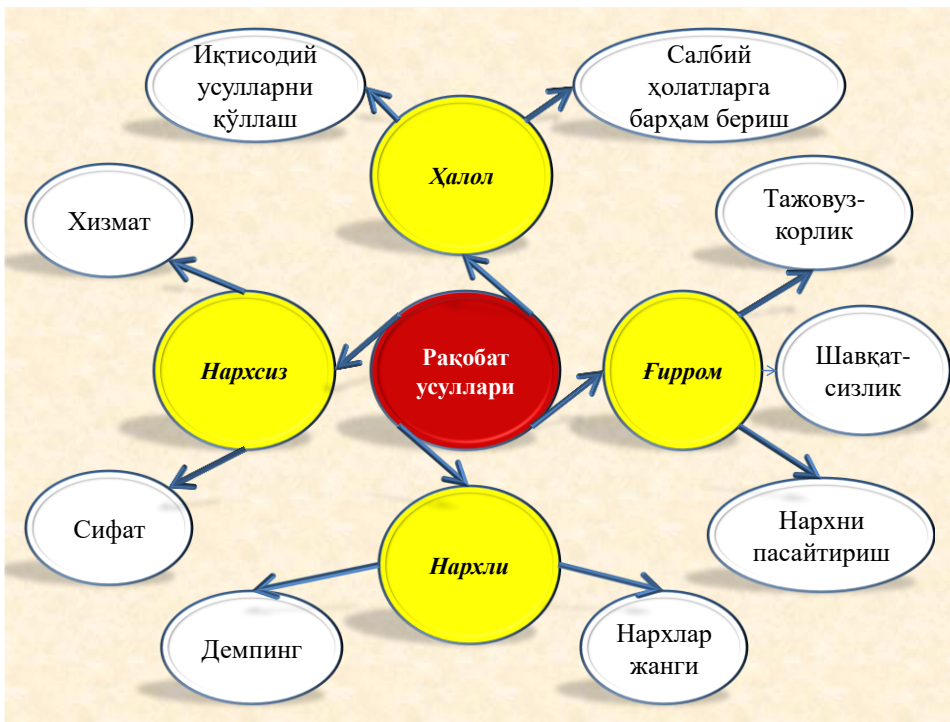 Иқтисодий
усулларни
қўллаш
Салбий
ҳолатларга
барҳам бериш
Ҳалол
Хизмат
Тажовуз-
корлик
Нархсиз
Рақобат
усуллари
Ғирром
Шавқат-
сизлик
Сифат
Нархли
Нархни
пасайтириш
Демпинг
Нархлар
жанги